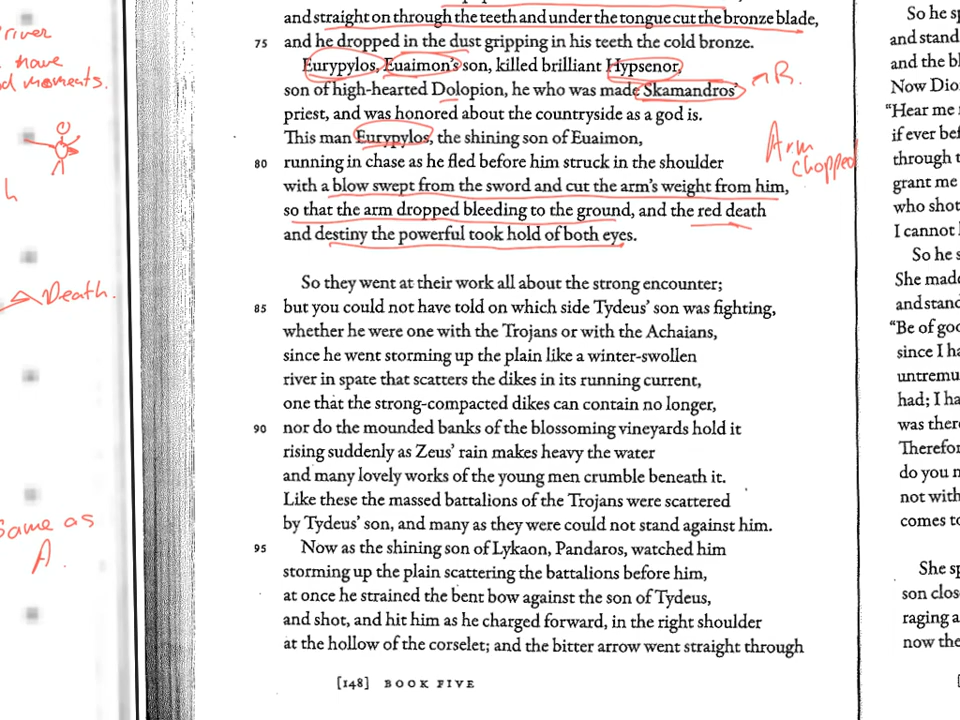 and straight on through the teeth and under the tongue cut the bronze blade,
75 and he dropped in the dust gripping in his teeth the cold bronze.
Eurypylos, Euaimon's son, killed brilliant Hypsenor,
son of high-hearted Dolopion, he who was made Skamandros'
priest, and was honored about the countryside as a god is.
This man Eurypylos, the shining son of Euaimon,
80 running in chase as he fled before him struck in the shoulder
with a blow swept from the sword and cut the arm's weight from him,
so that the arm dropped bleeding to the ground, and the red death
and destiny the powerful took hold of both eyes.
So they went at their work all about the strong encounter;
85 but you could not have told on which side Tydeus' son was fighting,
whether he were one with the Trojans or with the Achaians,
since he went storming up the plain like a winter-swollen
river in spate that scatters the dikes in its running current,
one that the strong-compacted dikes can contain no longer,
90 nor do the mounded banks of the blossoming vineyards hold it
rising suddenly as Zeus' rain makes heavy the water
and many lovely works of the young men crumble beneath it.
Like these the massed battalions of the Trojans were scattered
by Tydeus' son, and many as they were could not stand against him.
95 Now as the shining son of Lykaon, Pandaros, watched him
storming up the plain scattering the battalions before him,
at once he strained the bent bow against the son of Tydeus,
and shot, and hit him as he charged forward, in the right shoulder
at the hollow of the corselet; and the bitter arrow went straight through
[148] BOOK FIVE
river
have
moments.
Death.
Same as
A.
R.
Arm
chopped
So he
and stand
and the
Now
"Hear me
if ever
through
grant me
who shot
I cannot
So he
She made
and stand
"Be of
since I
had; I
was
do you
not with
comes
She
son
raging
now the